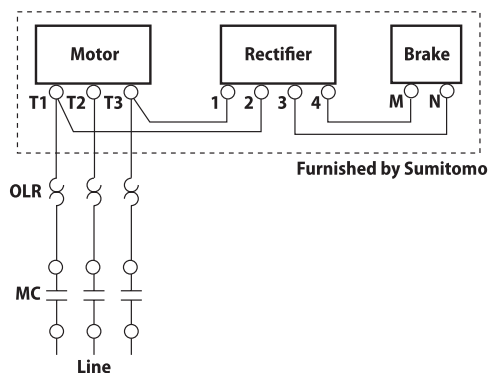 Motor Rectifier Brake
T1 T2 T3 1 2 3 4 M N
Furnished by Sumitomo
OLR
MC
Line